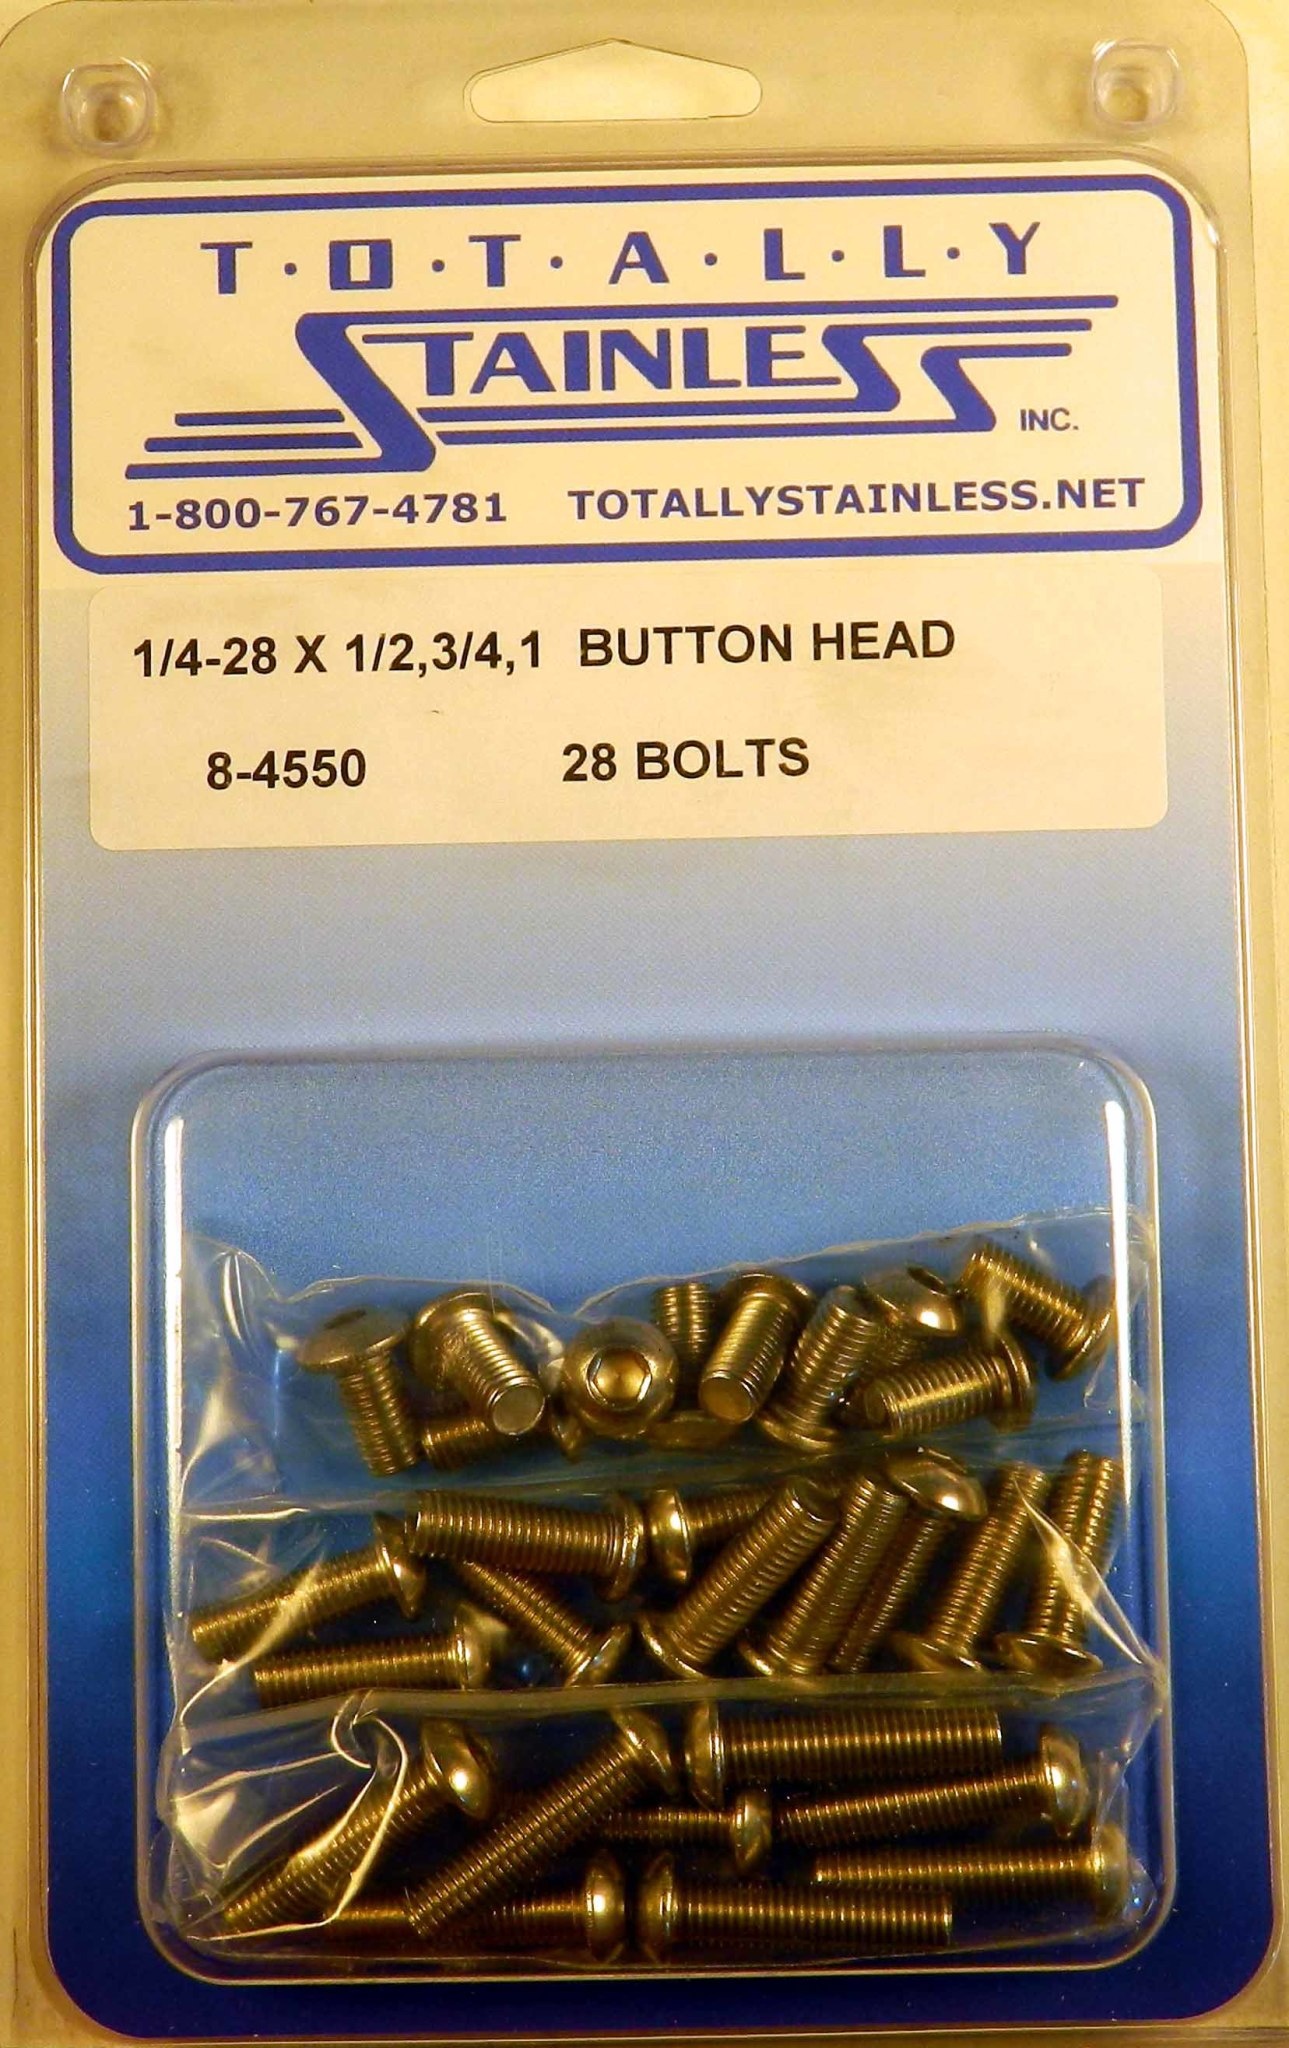 T·O·T·A·L·L·Y
STAINLESS
INC.
1-800-767-4781 TOTALLYSTAINLESS.NET
1/4-28 X 1/2,3/4,1 BUTTON HEAD
8-4550 28 BOLTS